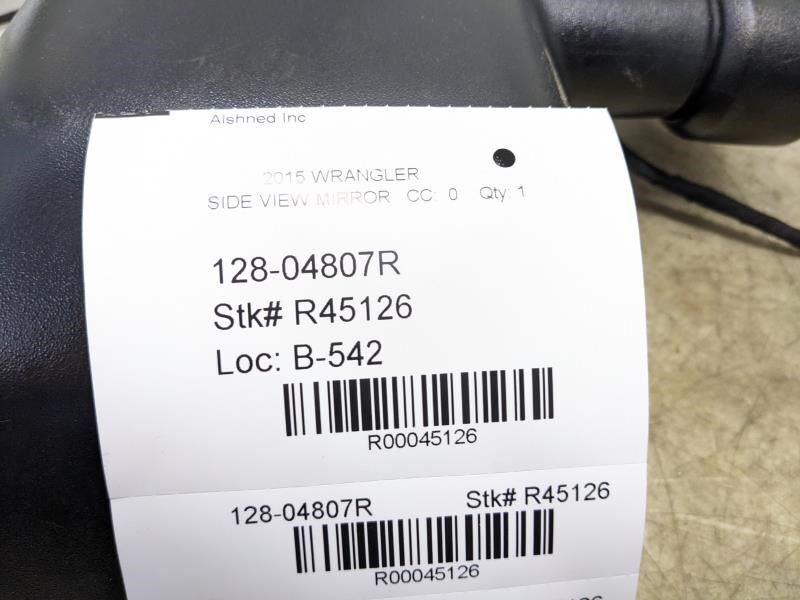 Alshned Inc
2015 WRANGLER
SIDE VIEW MIRROR CC: 0 Qty: 1
128-04807R
Stk# R45126
Loc: B-542
R00045126
128-04807R Stk# R45126
R00045126